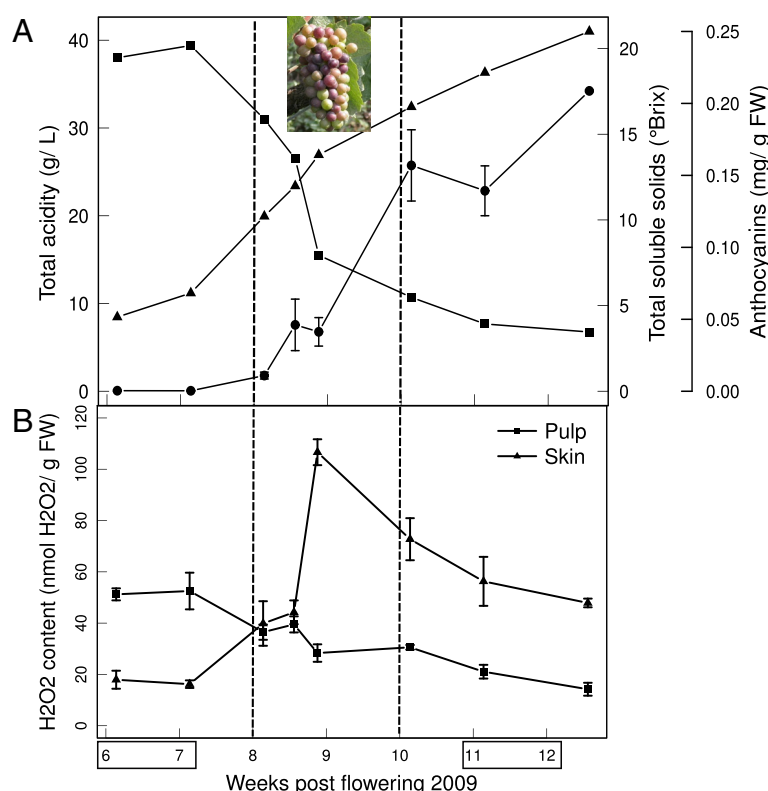 A
Total acidity (g/ L)
40
30
20
10
0
20
15
10
5
0
Total soluble solids (°Brix)
0.25
0.20
0.15
0.10
0.05
0.00
Anthocyanins (mg/ g FW)
B
H2O2 content (nmol H2O2/ g FW)
120
100
80
60
40
20
0
Pulp
Skin
6 7 8 9 10 11 12
Weeks post flowering 2009